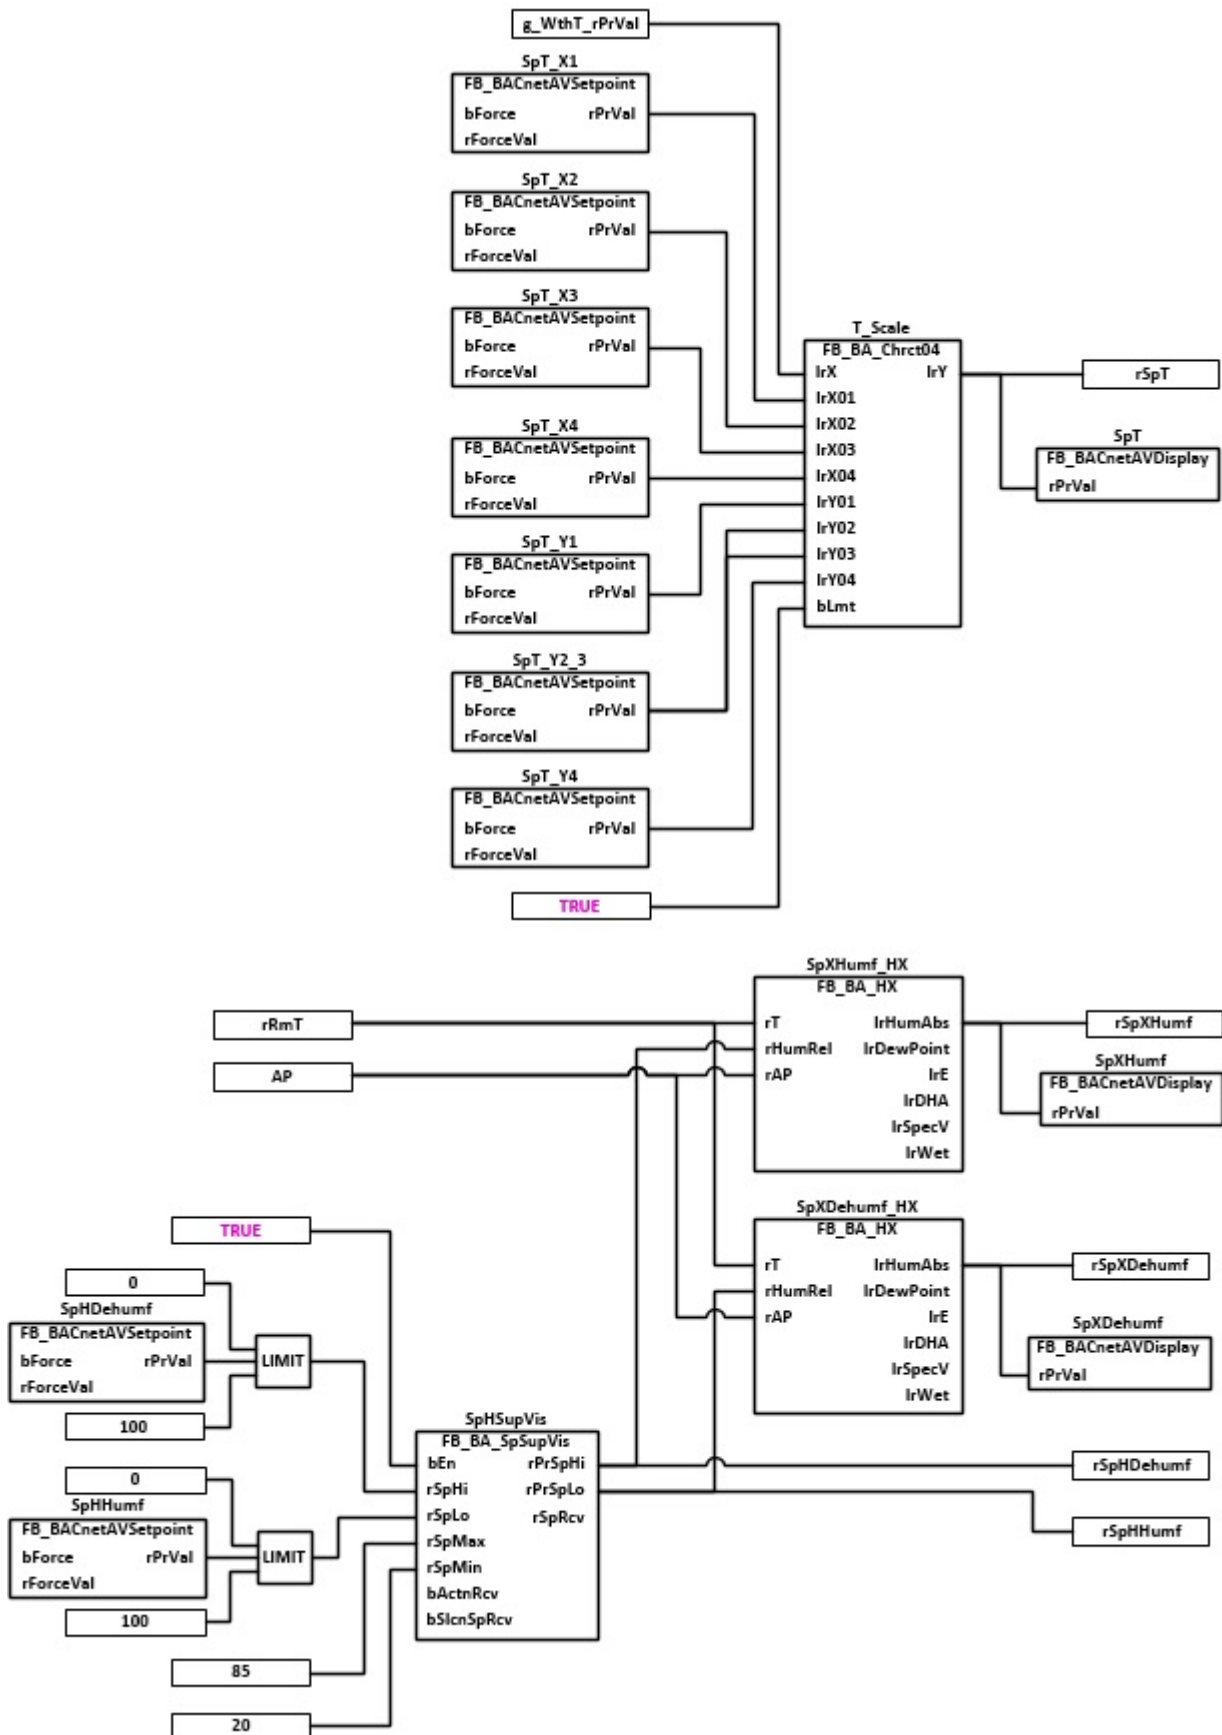 g_WthT_rPrVal
SpT_X1
FB_BACnetAVSetpoint
bForce rPrVal
rForceVal
SpT_X2
FB_BACnetAVSetpoint
bForce rPrVal
rForceVal
SpT_X3
FB_BACnetAVSetpoint
bForce rPrVal
rForceVal
SpT_X4
FB_BACnetAVSetpoint
bForce rPrVal
rForceVal
SpT_Y1
FB_BACnetAVSetpoint
bForce rPrVal
rForceVal
SpT_Y2_3
FB_BACnetAVSetpoint
bForce rPrVal
rForceVal
SpT_Y4
FB_BACnetAVSetpoint
bForce rPrVal
rForceVal
TRUE
T_Scale
FB_BA_Chrct04
lrX lrY
lrX01
lrX02
lrX03
lrX04
lrY01
lrY02
lrY03
lrY04
bLmt
rSpT
SpT
FB_BACnetAVDisplay
rPrVal
rRmT
AP
SpXHumf_HX
FB_BA_HX
rT lrHumAbs
rHumRel lrDewPoint
rAP lrE
lrDHA
lrSpecV
lrWet
rSpXHumf
SpXHumf
FB_BACnetAVDisplay
rPrVal
SpXDehumf_HX
FB_BA_HX
rT lrHumAbs
rHumRel lrDewPoint
rAP lrE
lrDHA
lrSpecV
lrWet
rSpXDehumf
SpXDehumf
FB_BACnetAVDisplay
rPrVal
TRUE
0
SpHDehumf
FB_BACnetAVSetpoint
bForce rPrVal
rForceVal
LIMIT
100
0
SpHHumf
FB_BACnetAVSetpoint
bForce rPrVal
rForceVal
LIMIT
100
85
20
SpHSupVis
FB_BA_SpSupVis
bEn rPrSpHi
rSpHi rPrSpLo
rSpLo rSpRcv
rSpMax
rSpMin
bActnRcv
bSlcnSpRcv
rSpHDehumf
rSpHHumf